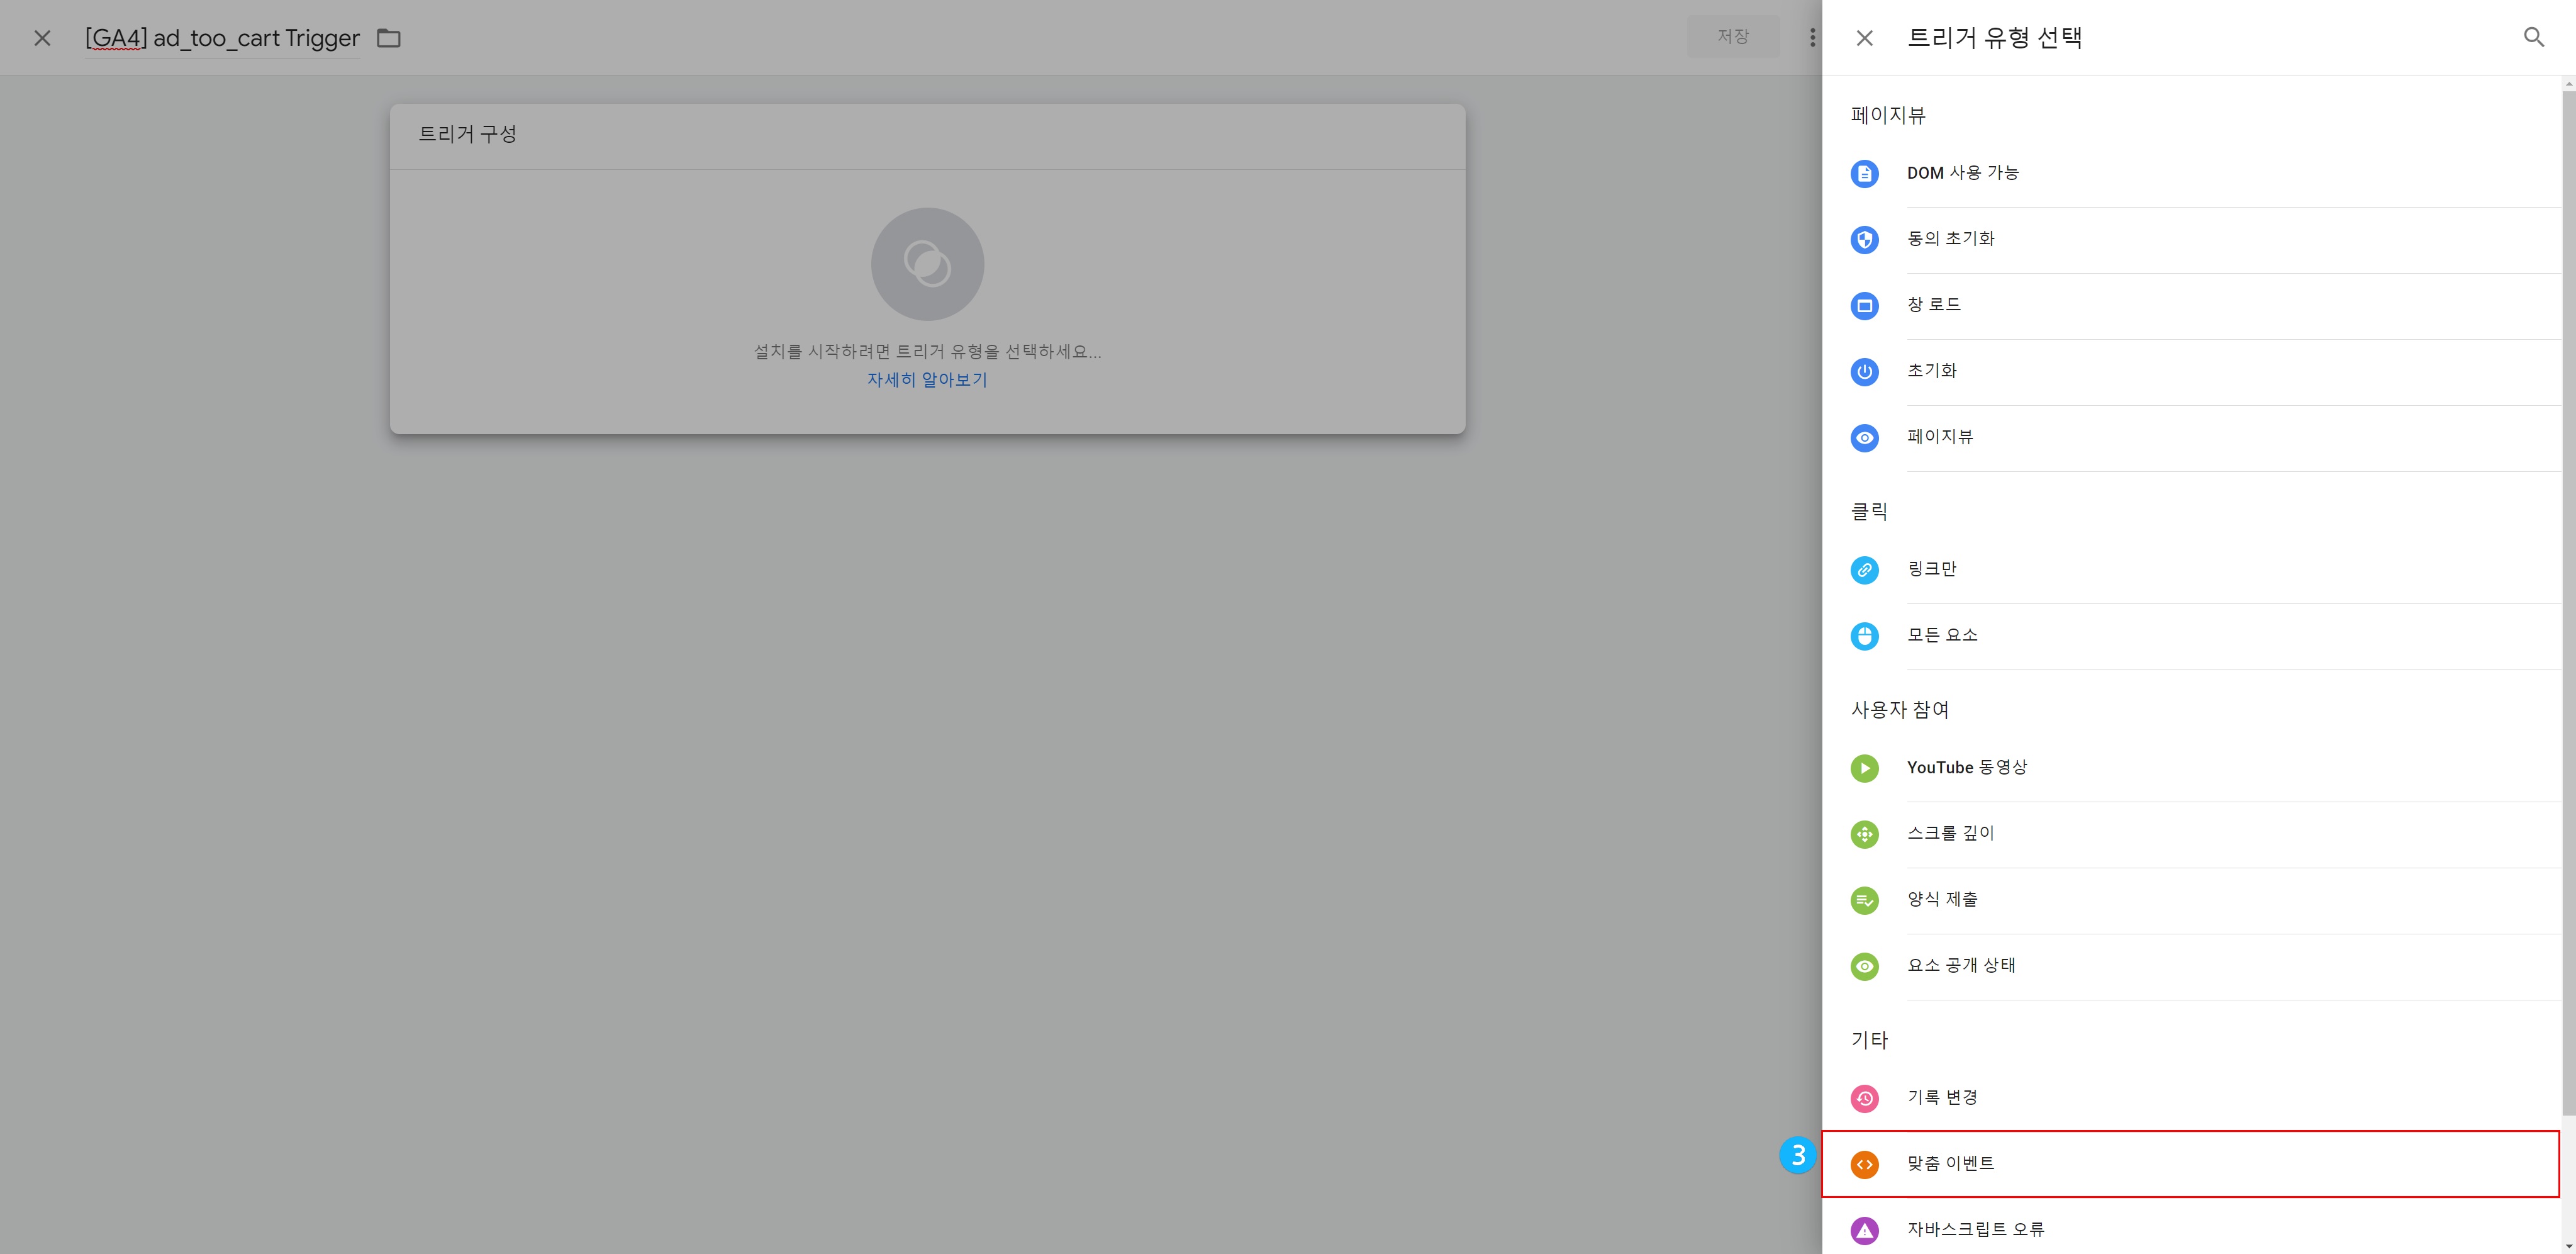 [GA4] ad_too_cart Trigger
저장
트리거 구성
설치를 시작하려면 트리거 유형을 선택하세요...
자세히 알아보기
트리거 유형 선택
페이지뷰
DOM 사용 가능
동의 초기화
창 로드
초기화
페이지뷰
클릭
링크만
모든 요소
사용자 참여
YouTube 동영상
스크롤 깊이
양식 제출
요소 공개 상태
기타
기록 변경
3
맞춤 이벤트
자바스크립트 오류